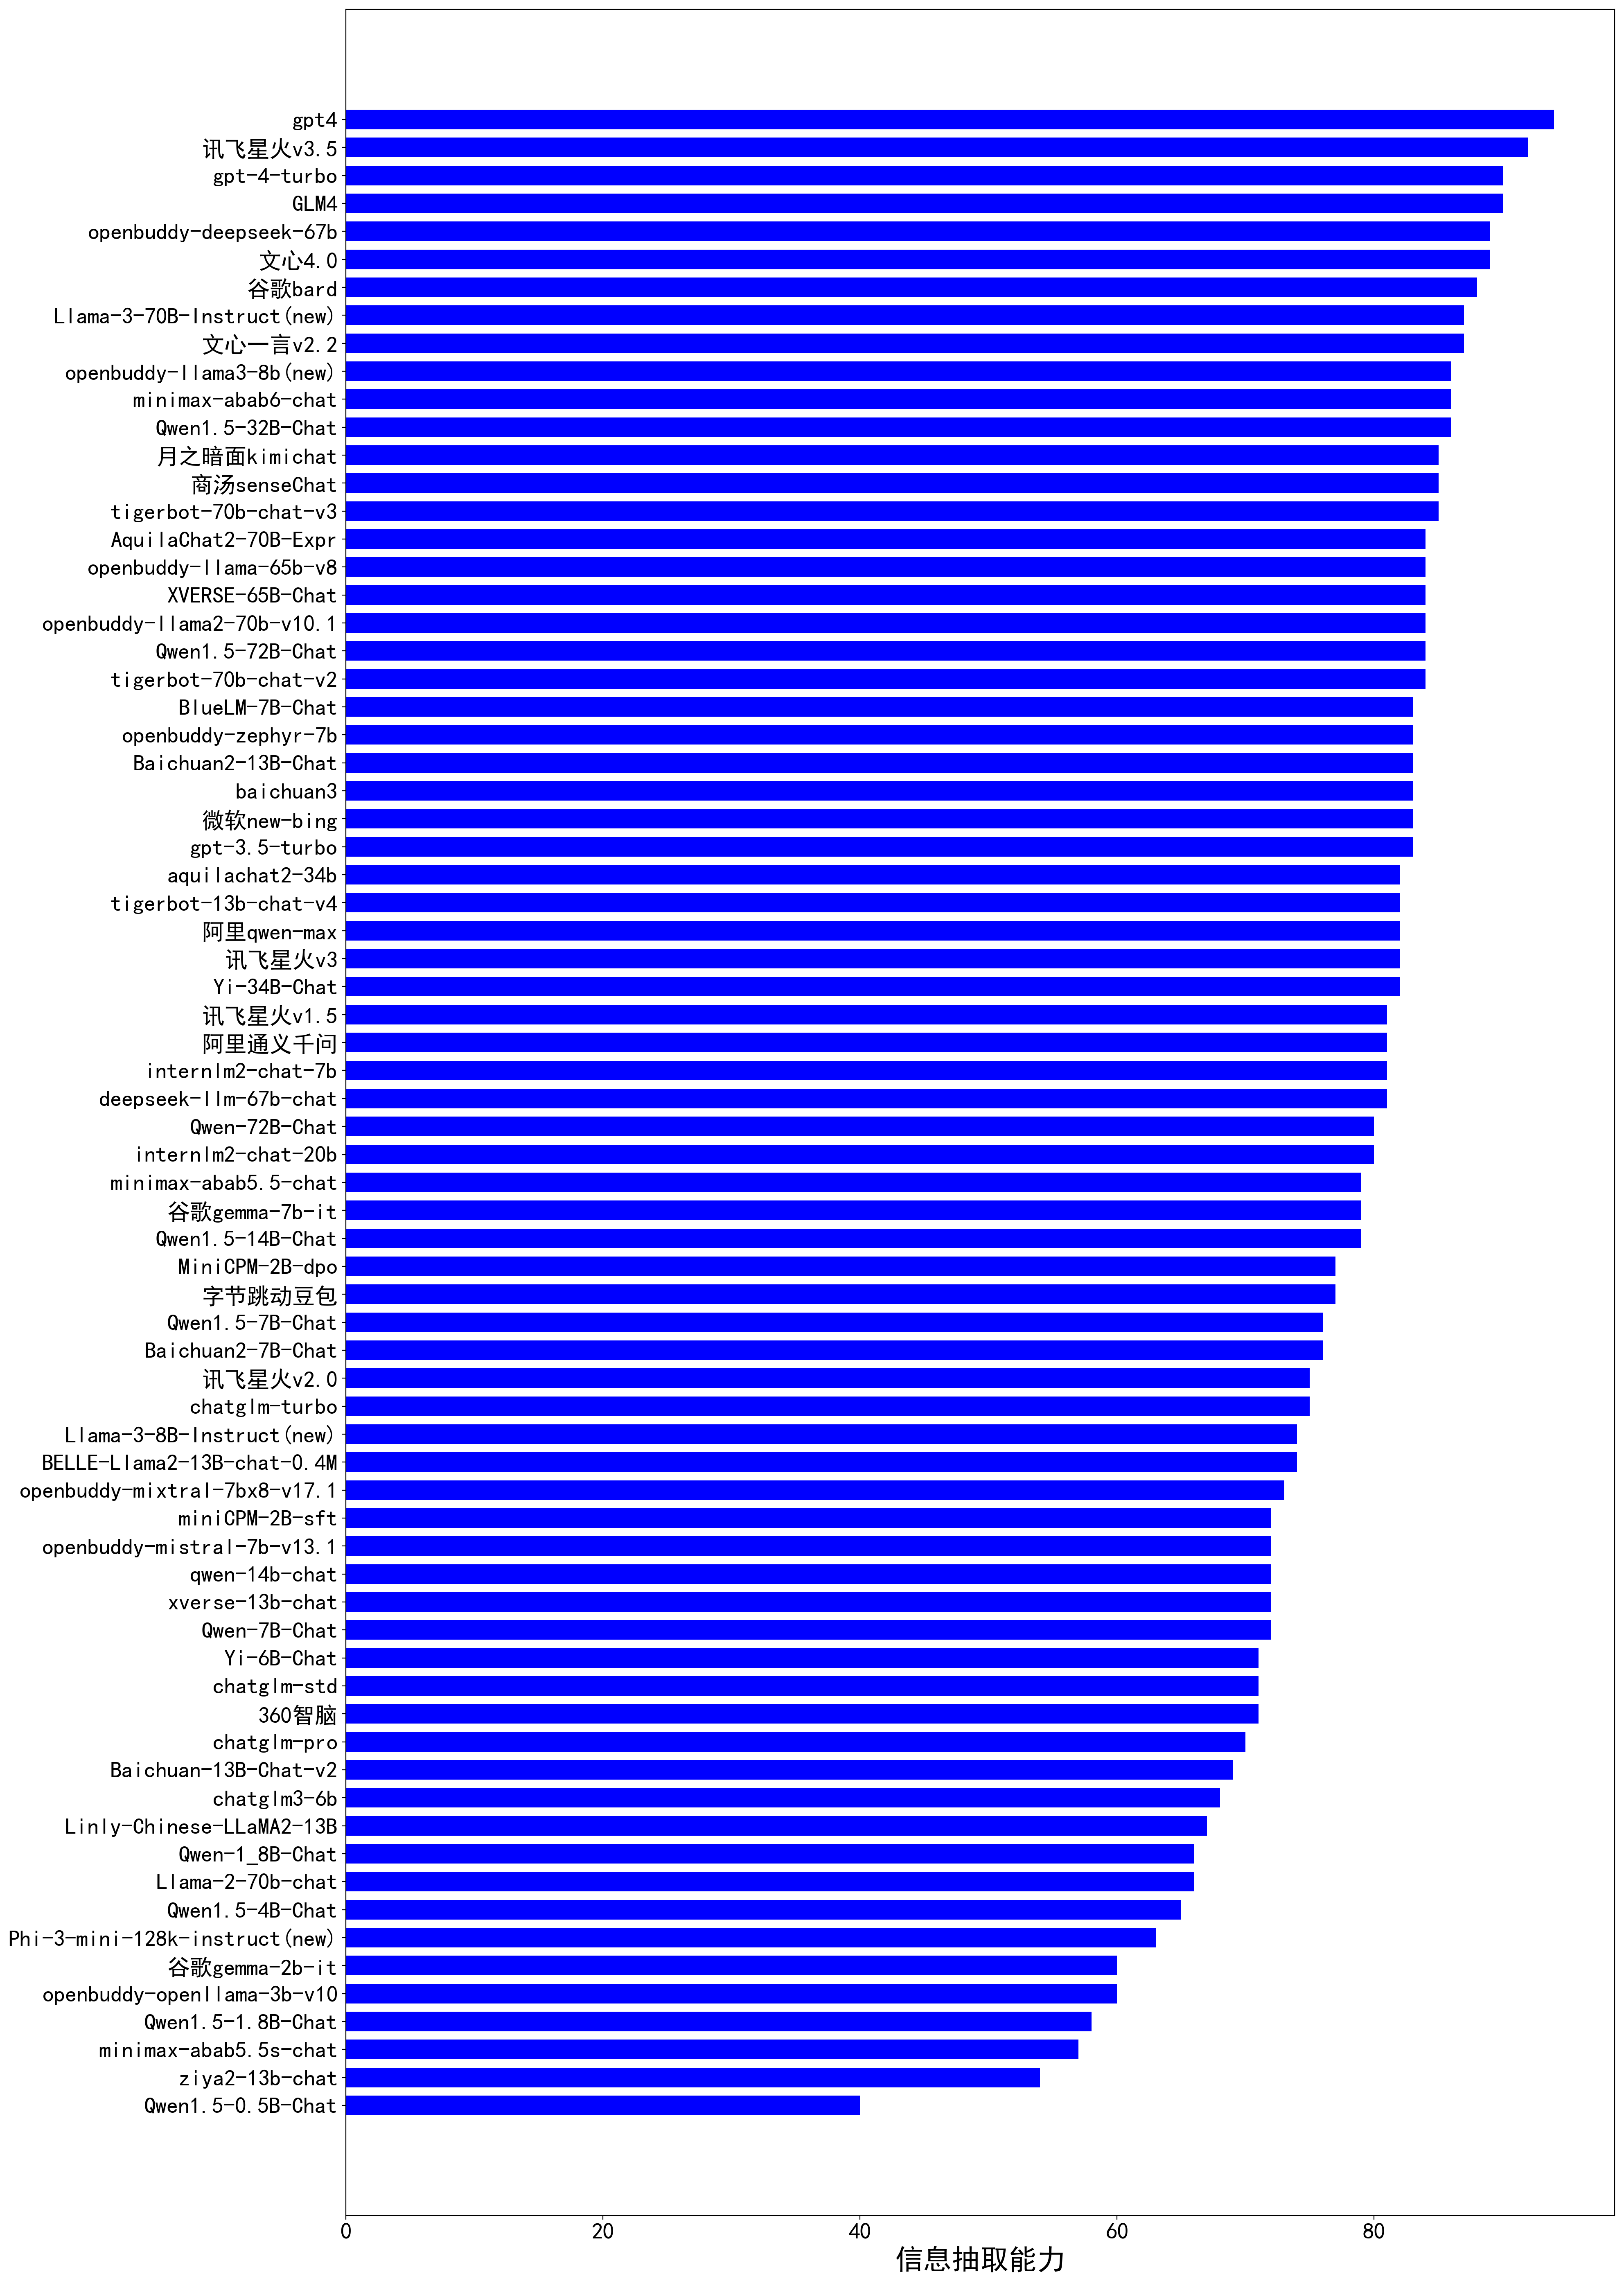 gpt4
讯飞星火v3.5
gpt-4-turbo
GLM4
openbuddy-deepseek-67b
文心4.0
谷歌bard
Llama-3-70B-Instruct(new)
文心一言v2.2
openbuddy-llama3-8b(new)
minimax-abab6-chat
Qwen1.5-32B-Chat
月之暗面kimichat
商汤senseChat
tigerbot-70b-chat-v3
AquilaChat2-70B-Expr
openbuddy-llama-65b-v8
XVERSE-65B-Chat
openbuddy-llama2-70b-v10.1
Qwen1.5-72B-Chat
tigerbot-70b-chat-v2
BlueLM-7B-Chat
openbuddy-zephyr-7b
Baichuan2-13B-Chat
baichuan3
微软new-bing
gpt-3.5-turbo
aquilachat2-34b
tigerbot-13b-chat-v4
阿里qwen-max
讯飞星火v3
Yi-34B-Chat
讯飞星火v1.5
阿里通义千问
internlm2-chat-7b
deepseek-llm-67b-chat
Qwen-72B-Chat
internlm2-chat-20b
minimax-abab5.5-chat
谷歌gemma-7b-it
Qwen1.5-14B-Chat
MiniCPM-2B-dpo
字节跳动豆包
Qwen1.5-7B-Chat
Baichuan2-7B-Chat
讯飞星火v2.0
chatglm-turbo
Llama-3-8B-Instruct(new)
BELLE-Llama2-13B-chat-0.4M
openbuddy-mixtral-7bx8-v17.1
miniCPM-2B-sft
openbuddy-mistral-7b-v13.1
qwen-14b-chat
xverse-13b-chat
Qwen-7B-Chat
Yi-6B-Chat
chatglm-std
360智脑
chatglm-pro
Baichuan-13B-Chat-v2
chatglm3-6b
Linly-Chinese-LLaMA2-13B
Qwen-1_8B-Chat
Llama-2-70b-chat
Qwen1.5-4B-Chat
Phi-3-mini-128k-instruct(new)
谷歌gemma-2b-it
openbuddy-openllama-3b-v10
Qwen1.5-1.8B-Chat
minimax-abab5.5s-chat
ziya2-13b-chat
Qwen1.5-0.5B-Chat
0 20 40 60 80
信息抽取能力